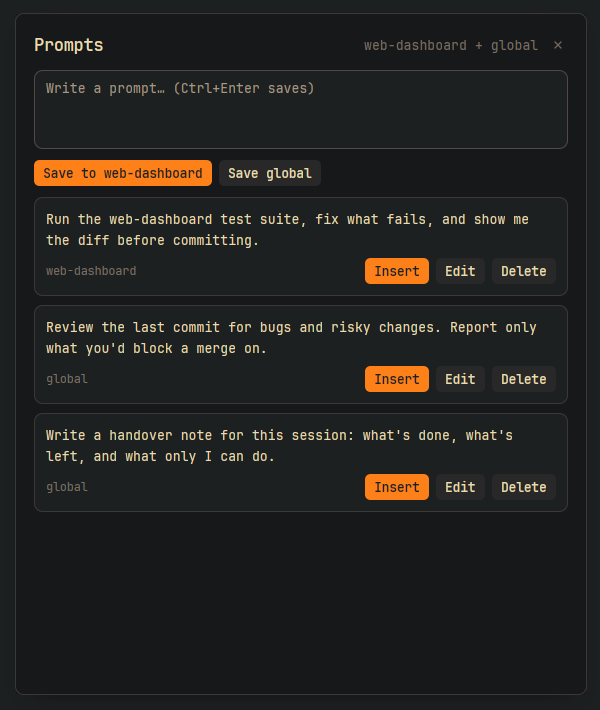 Prompts
web-dashboard + global ×
Write a prompt… (Ctrl+Enter saves)
Save to web-dashboard Save global
Run the web-dashboard test suite, fix what fails, and show me
the diff before committing.
web-dashboard Insert Edit Delete
Review the last commit for bugs and risky changes. Report only
what you'd block a merge on.
global Insert Edit Delete
Write a handover note for this session: what's done, what's
left, and what only I can do.
global Insert Edit Delete